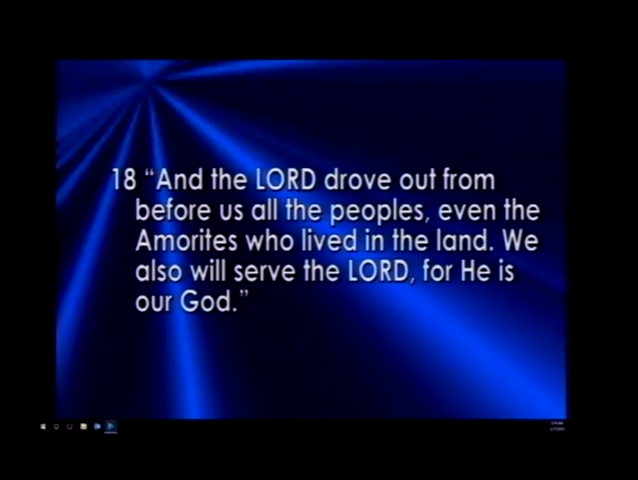 18 “And the LORD drove out from
before us all the peoples, even the
Amorites who lived in the land. We
also will serve the LORD, for He is
our God.”